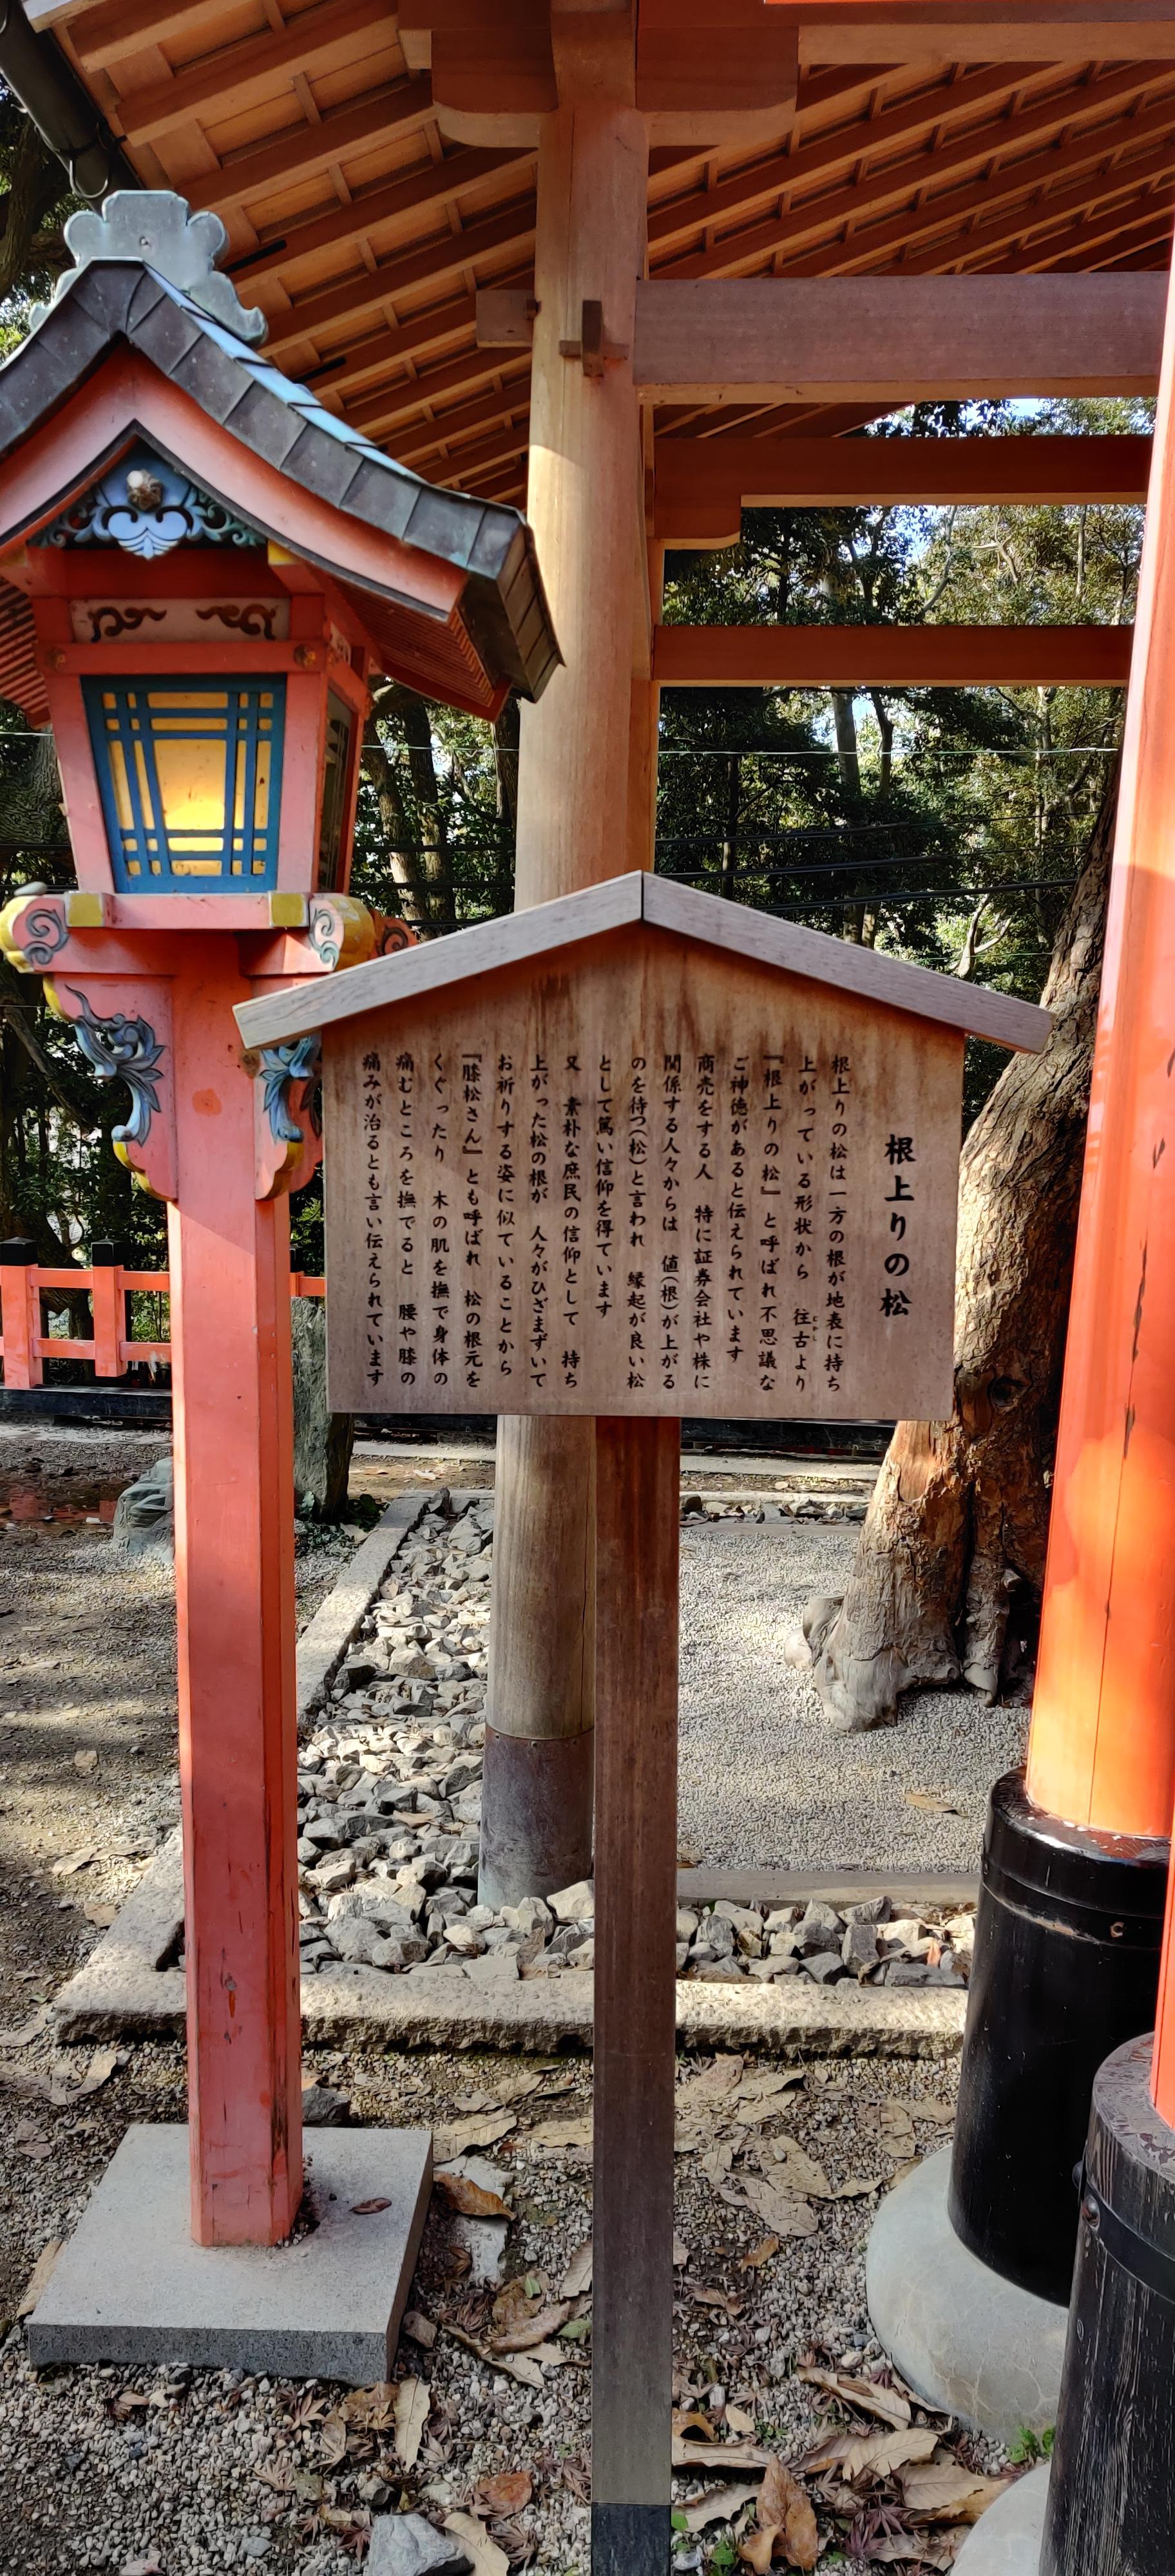 根上りの松
根上りの松は一方の根が地表に持ち
上がっている形状から 往古より
むかし
『根上りの松』と呼ばれ不思議な
ご神徳があると伝えられています
商売をする人 特に証券会社や株に
関係する人々からは 値(根)が上がる
のを待つ(松)と言われ 縁起が良い松
として篤い信仰を得ています
又 素朴な庶民の信仰として 持ち
上がった松の根が 人々がひざまずいて
お祈りする姿に似ていることから
『膝松さん』とも呼ばれ 松の根元を
くぐったり 木の肌を撫で身体の
痛むところを撫でると 腰や膝の
痛みが治るとも言い伝えられています